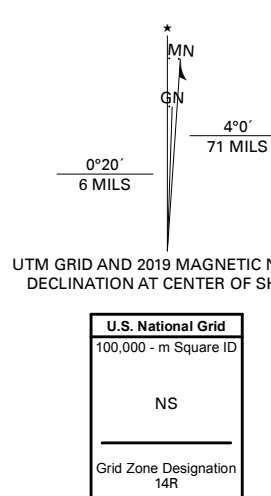 ★
MN
GN
4°0´
71 MILS
0°20´
6 MILS
UTM GRID AND 2019 MAGNETIC
DECLINATION AT CENTER OF
U.S. National Grid
100,000 - m Square ID
NS
Grid Zone Designation
14R